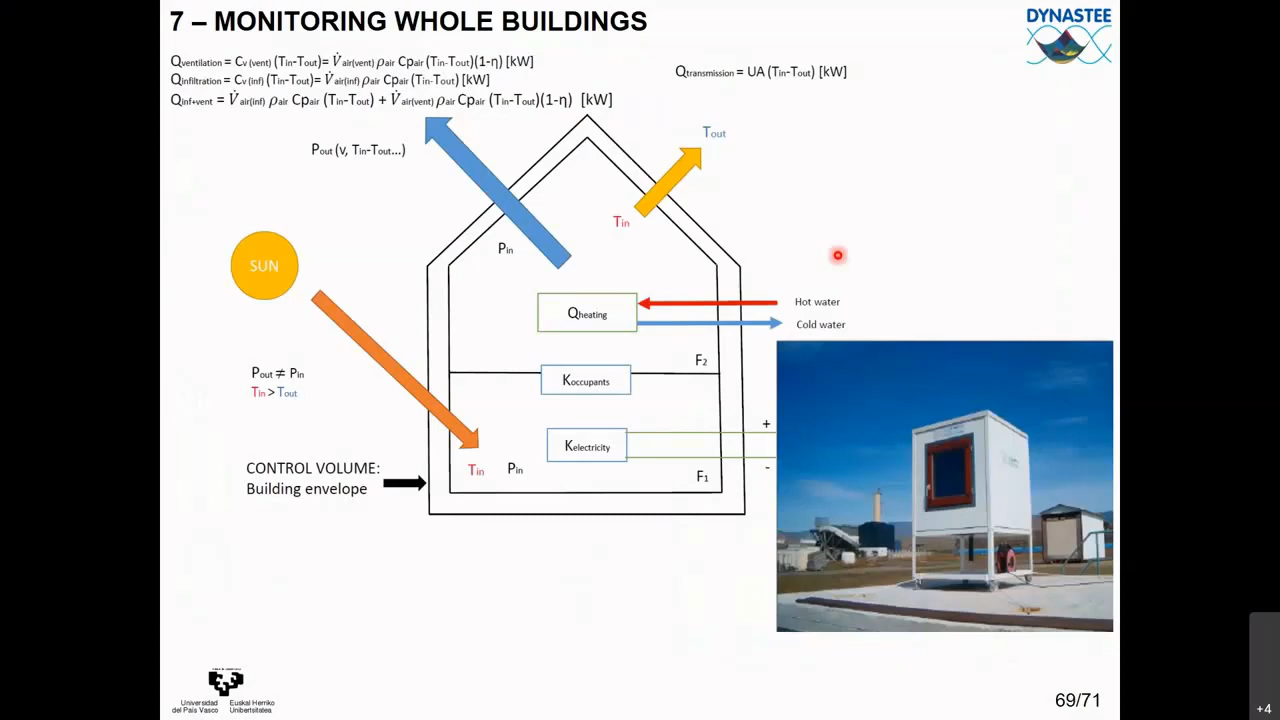 7 – MONITORING WHOLE BUILDINGS
DYNASTEE
Qventilation = Cv (vent) (Tin-Tout)= V̇ air(vent) ρair Cpair (Tin-Tout)(1-η) [kW]
Qinfiltration = Cv (inf) (Tin-Tout)= V̇ air(inf) ρair Cpair (Tin-Tout) [kW]
Qinf+vent = V̇ air(inf) ρair Cpair (Tin-Tout) + V̇ air(vent) ρair Cpair (Tin-Tout)(1-η) [kW]
Qtransmission = UA (Tin-Tout) [kW]
Tout
Pout (v, Tin-Tout...)
Tin
Pin
SUN
Qheating
Hot water
Cold water
F2
Pout ≠ Pin
Tin > Tout
Koccupants
+
Kelectricity
-
CONTROL VOLUME:
Building envelope
Tin Pin
F1
Universidad Euskal Herriko
del País Vasco Unibertsitatea
69/71
+4